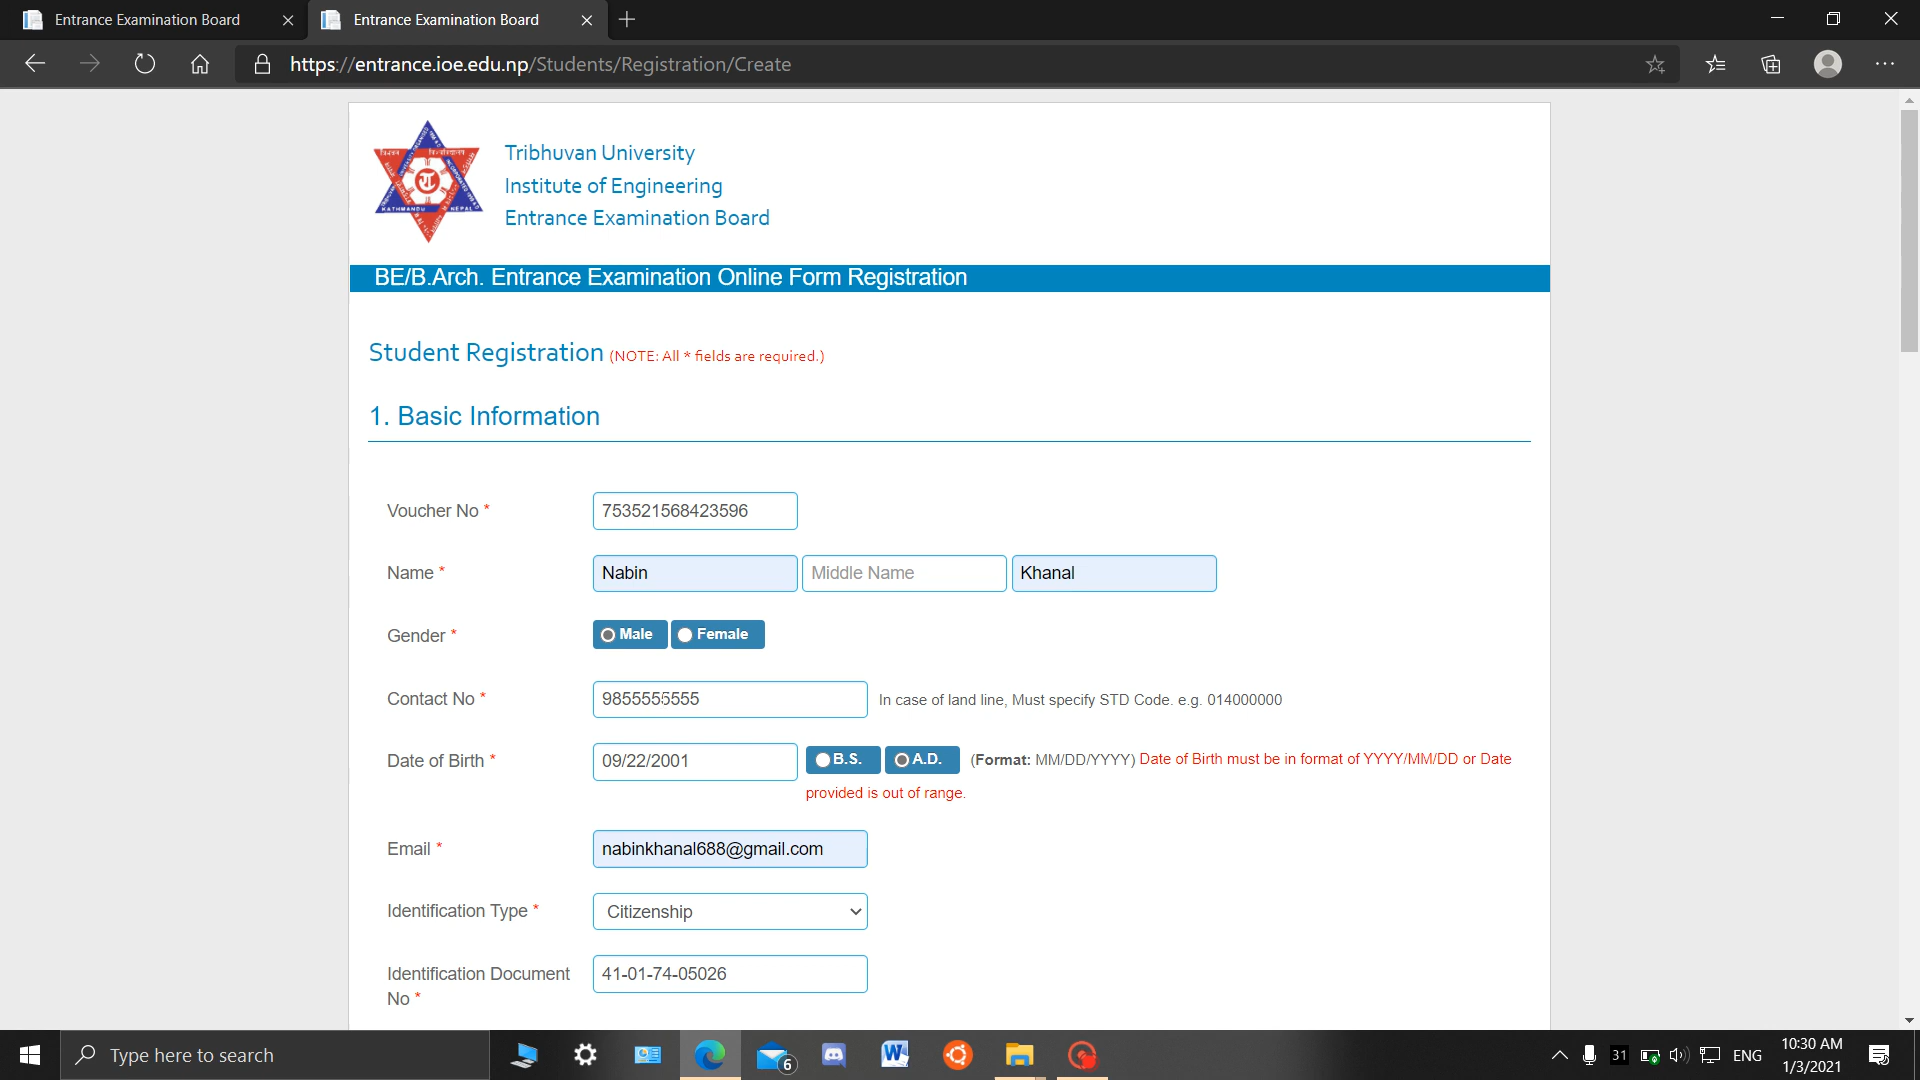 Entrance Examination Board
Entrance Examination Board
https://entrance.ioe.edu.np/Students/Registration/Create
KATHMANDU NEPAL
Tribhuvan University
Institute of Engineering
Entrance Examination Board
BE/B.Arch. Entrance Examination Online Form Registration
Student Registration (NOTE: All * fields are required.)
1. Basic Information
Voucher No * 753521568423596
Name * Nabin Middle Name Khanal
Gender * Male Female
Contact No * 9855555555 In case of land line, Must specify STD Code. e.g. 014000000
Date of Birth * 09/22/2001 B.S. A.D. (Format: MM/DD/YYYY) Date of Birth must be in format of YYYY/MM/DD or Date
provided is out of range.
Email * nabinkhanal688@gmail.com
Identification Type * Citizenship
Identification Document 41-01-74-05026
No *
Type here to search
6
31
ENG
10:30 AM
1/3/2021